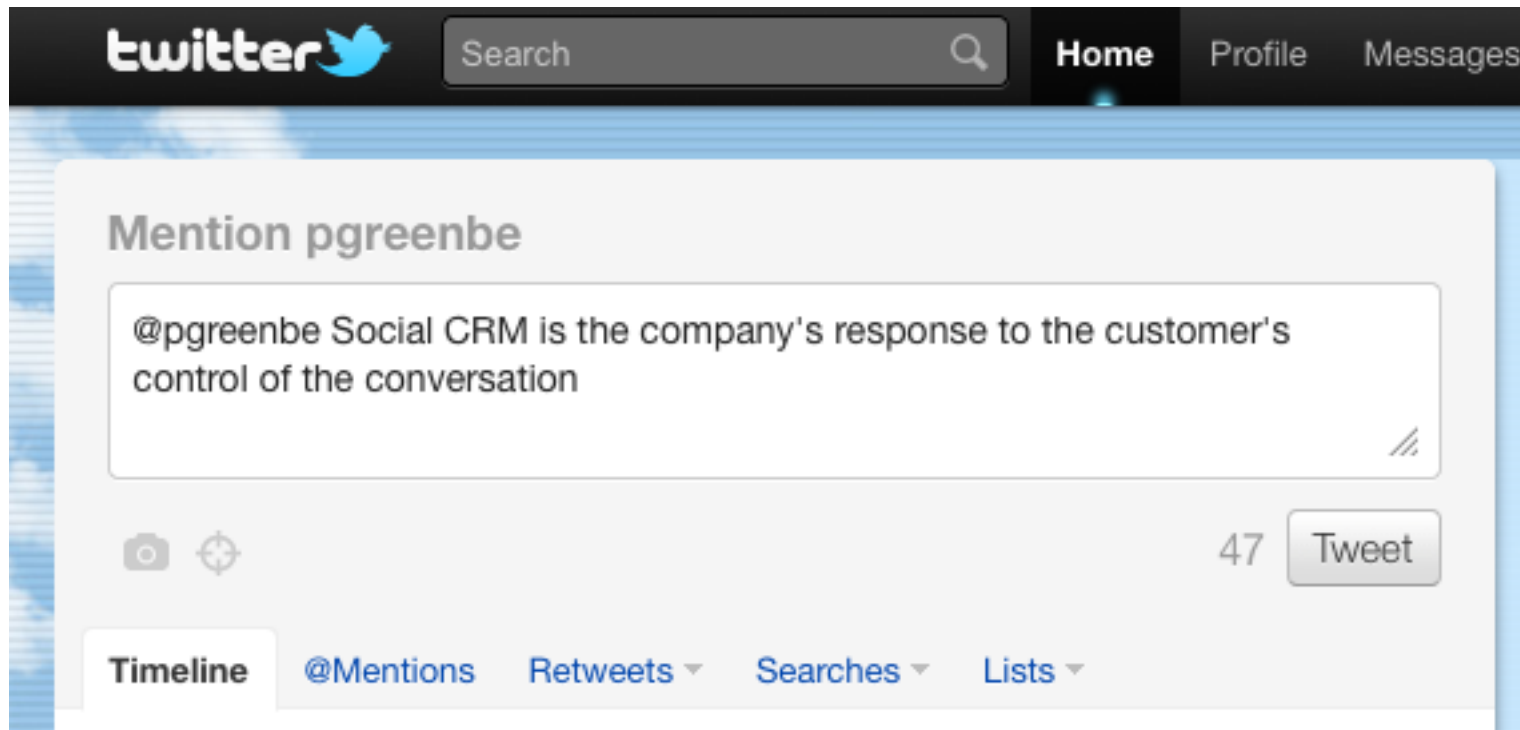 twitter Search Home Profile Messages
Mention pgreenbe
@pgreenbe Social CRM is the company's response to the customer's
control of the conversation
47 Tweet
Timeline @Mentions Retweets Searches Lists